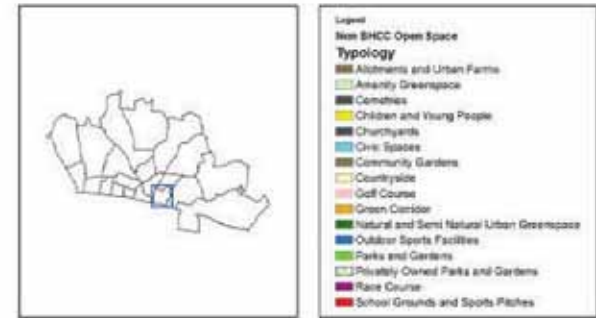 Legend
Non BHCC Open Space
Typology
Allotments and Urban Farms
Amenity Greenspace
Cemetries
Children and Young People
Churchyards
Civic Spaces
Community Gardens
Countryside
Golf Course
Green Corridor
Natural and Semi Natural Urban Greenspace
Outdoor Sports Facilities
Parks and Gardens
Privately Owned Parks and Gardens
Race Course
School Grounds and Sports Pitches